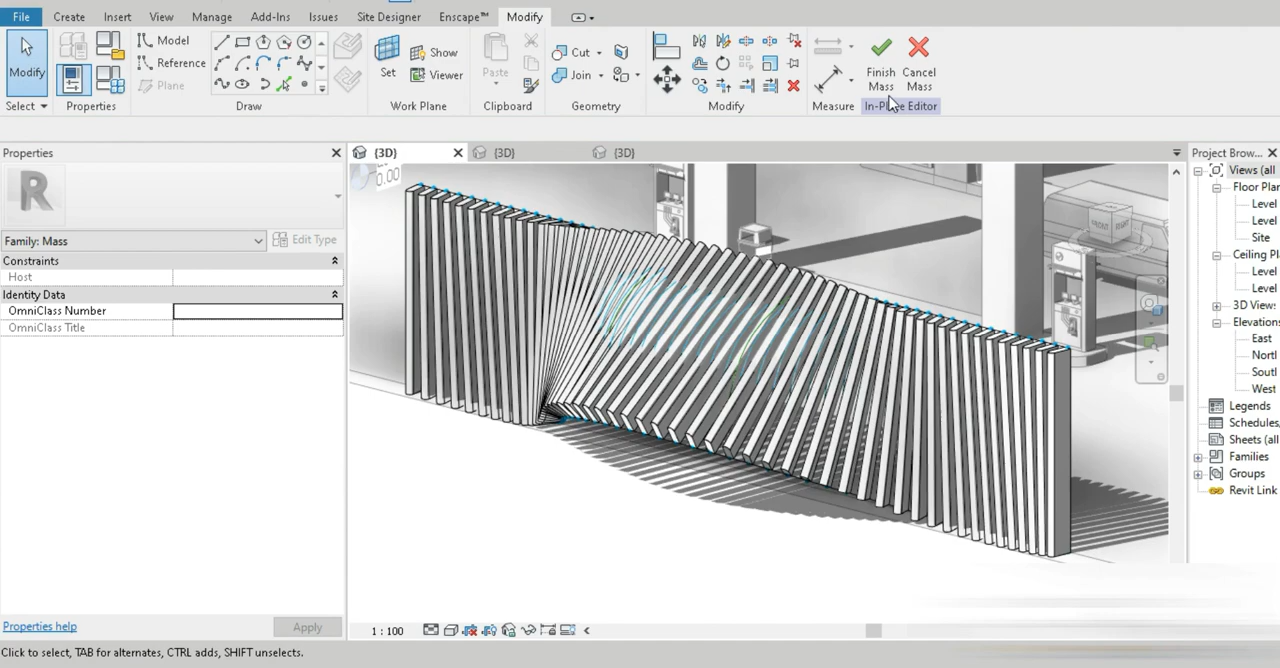 File Create Insert View Manage Add-Ins Issues Site Designer Enscape™ Modify
Modify
Select
Properties
Model
Reference
Plane
Draw
Set
Show
Viewer
Work Plane
Paste
Clipboard
Cut
Join
Geometry
Modify
Measure
Finish Mass
Cancel Mass
In-Place Editor
Properties
R
Family: Mass
Edit Type
Constraints
Host
Identity Data
OmniClass Number
OmniClass Title
Properties help
Apply
{3D}
{3D}
{3D}
0.00
FRONT
RIGHT
1 : 100
Project Brow...
Views (all
Floor Plan
Level
Level
Site
Ceiling Pl
Level
Level
3D Views
Elevations
East
North
South
West
Legends
Schedules,
Sheets (all
Families
Groups
Revit Link
Click to select, TAB for alternates, CTRL adds, SHIFT unselects.